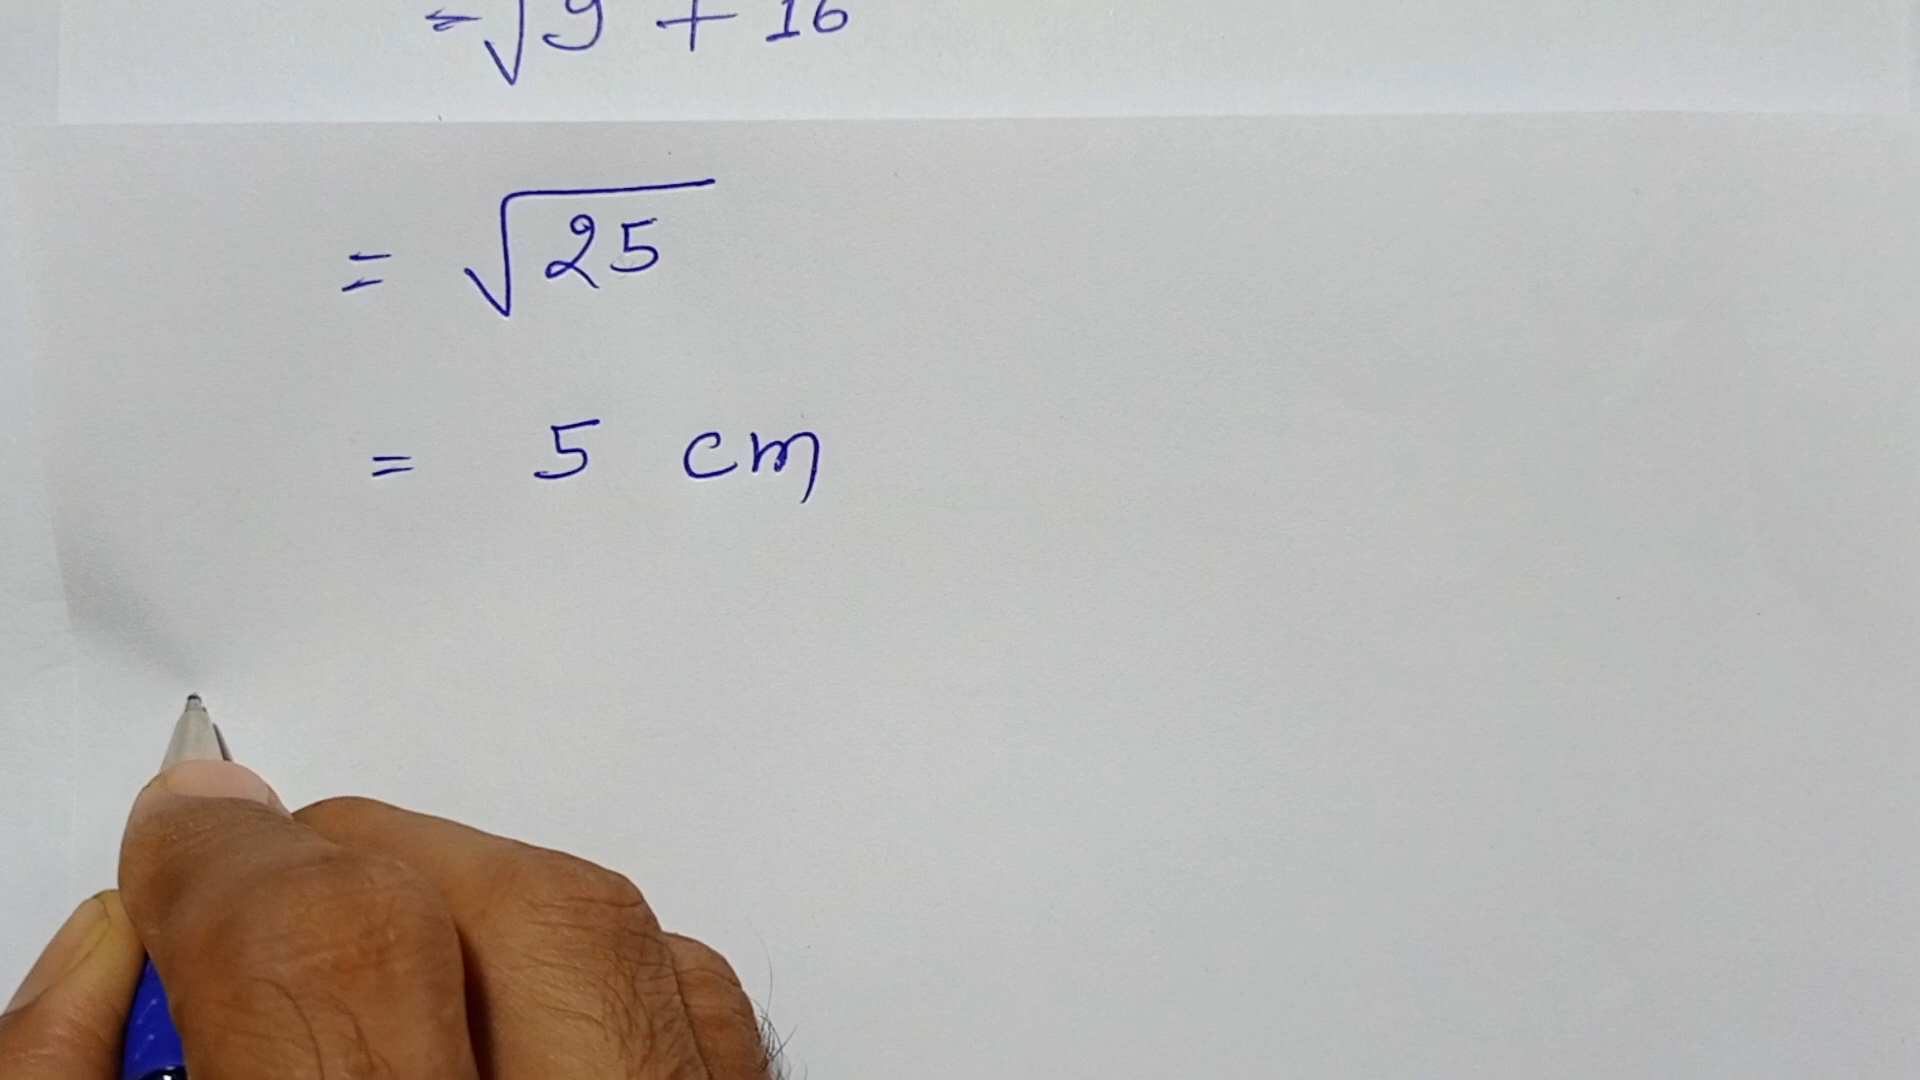 = √9 + 16
= √25
= 5 cm